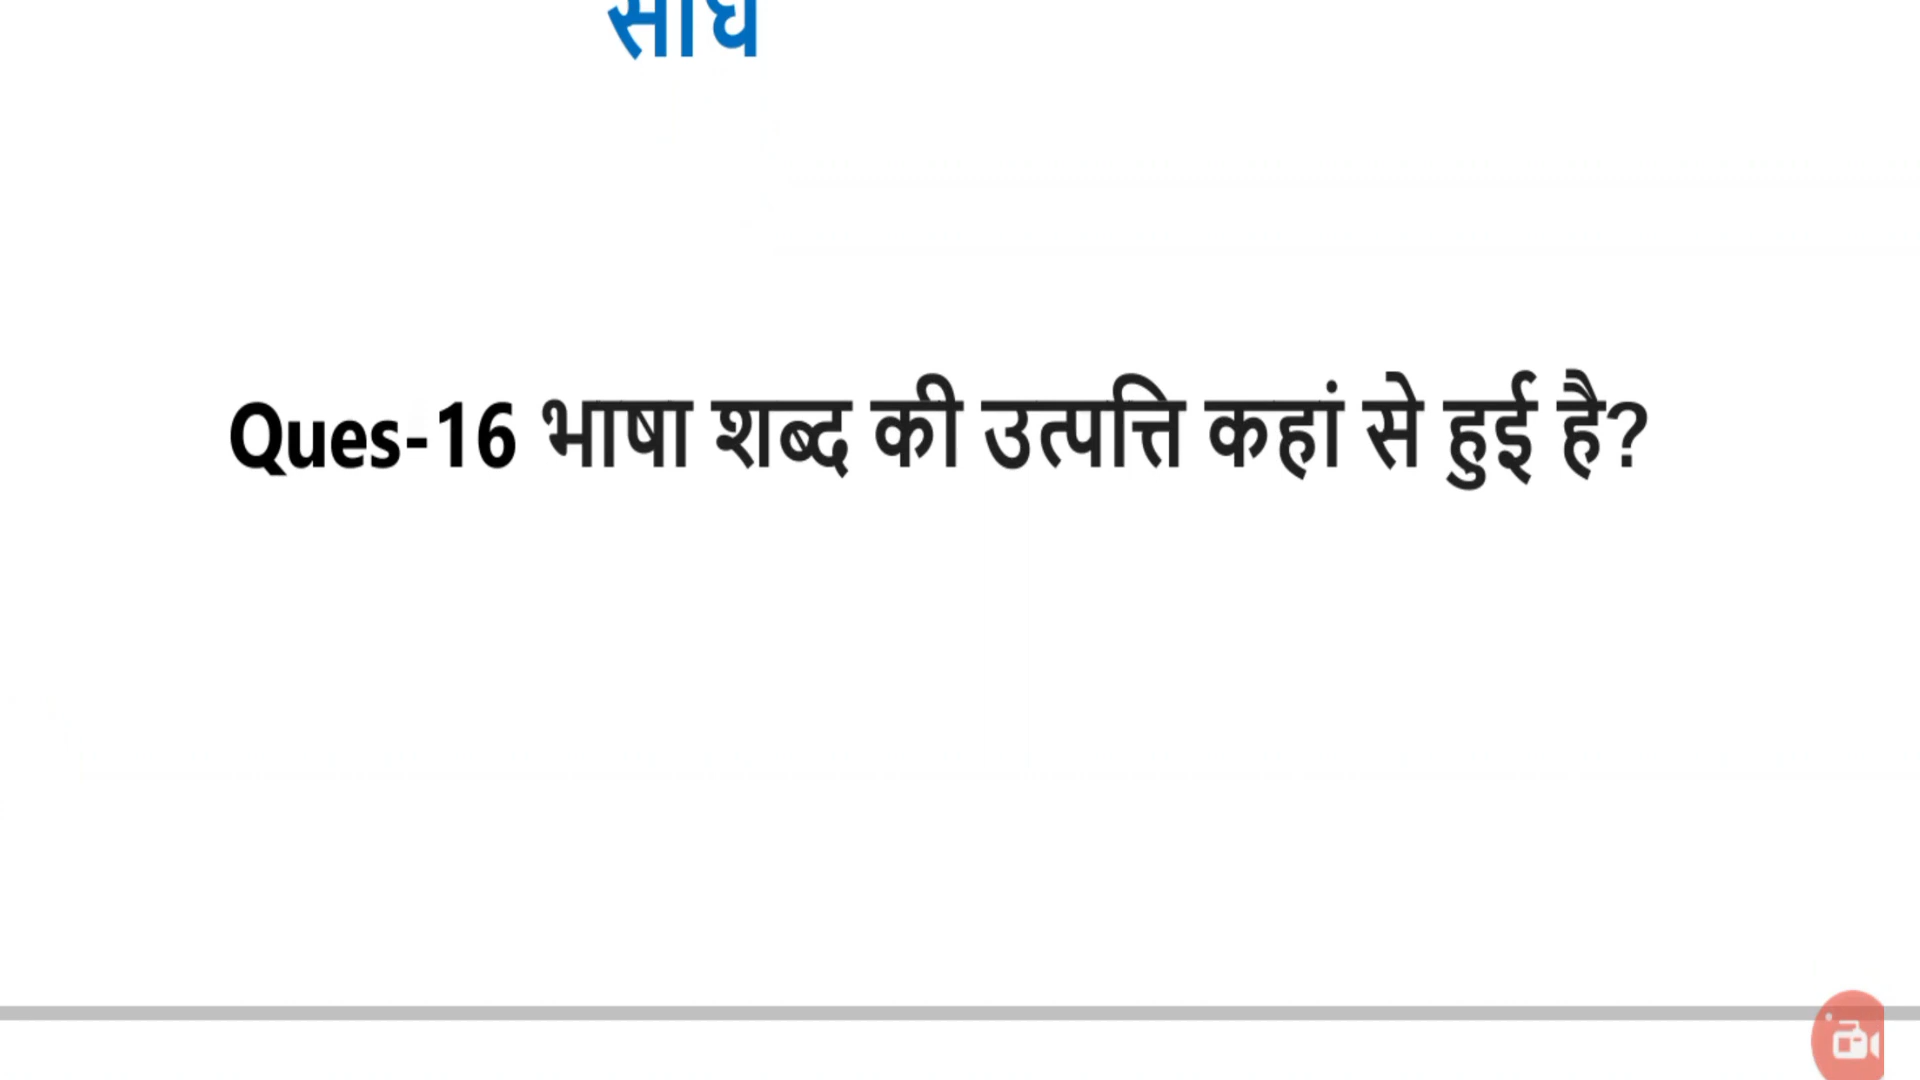 Ques-16 भाषा शब्द की उत्पत्ति कहां से हुई है?